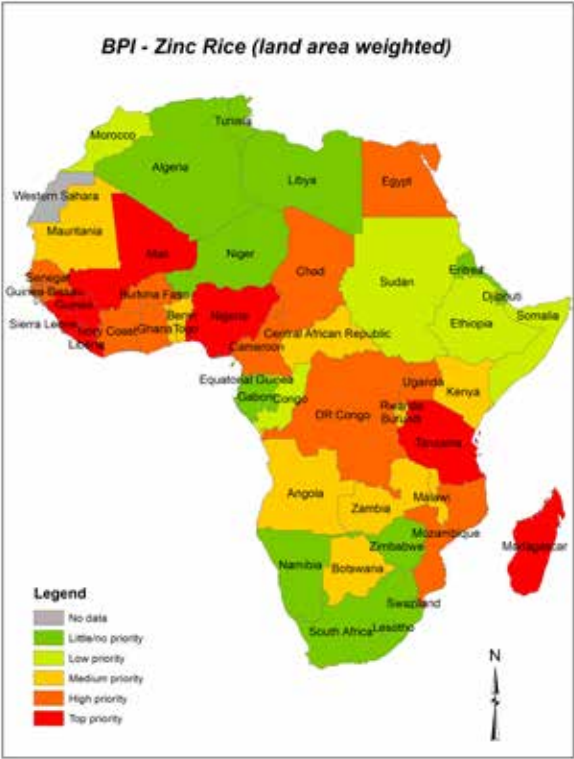 BPI - Zinc Rice (land area weighted)
Tunisia
Morocco
Algeria
Libya
Egypt
Western Sahara
Mauritania
Mali
Niger
Chad
Sudan
Eritrea
Senegal
Guinea Bissau
Guinea
Burkina Faso
Djibouti
Somalia
Sierra Leone
Ivory Coast
Ghana
Benin
Togo
Nigeria
Ethiopia
Liberia
Central African Republic
Cameroon
Equatorial Guinea
Gabon
Congo
Uganda
Kenya
DR Congo
Rwanda
Burundi
Tanzania
Angola
Zambia
Malawi
Mozambique
Madagascar
Zimbabwe
Namibia
Botswana
Swaziland
South Africa
Lesotho
Legend
No data
Little/no priority
Low priority
Medium priority
High priority
Top priority
N